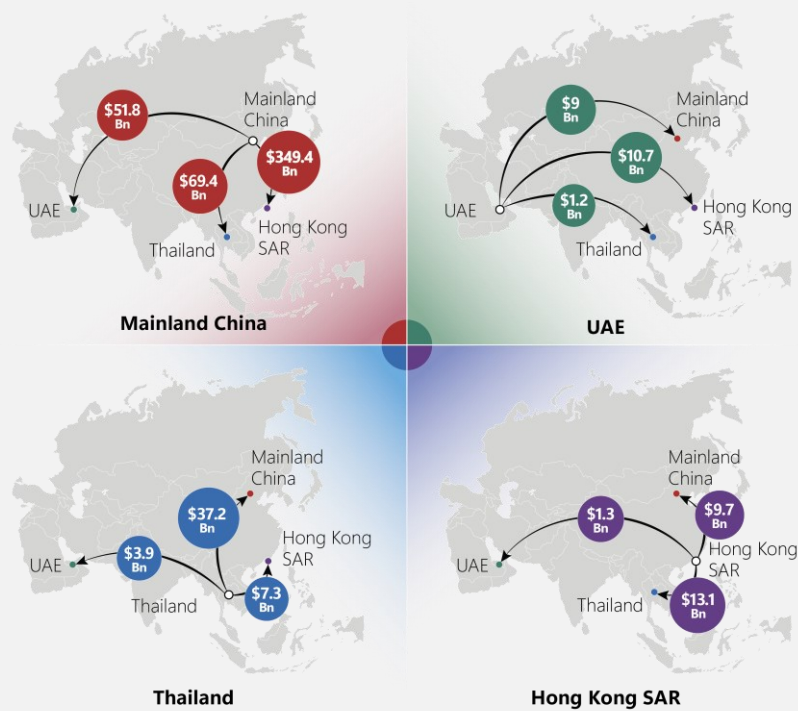 $51.8
Bn
Mainland
China
$349.4
Bn
$69.4
Bn
UAE
Thailand
Hong Kong
SAR
Mainland China
$9
Bn
Mainland
China
$10.7
Bn
$1.2
Bn
UAE
Hong Kong
SAR
Thailand
UAE
Mainland
China
$37.2
Bn
Hong Kong
SAR
$3.9
Bn
UAE
Thailand
$7.3
Bn
Thailand
Mainland
China
$1.3
Bn
$9.7
Bn
UAE
Hong Kong
SAR
Thailand
$13.1
Bn
Hong Kong SAR